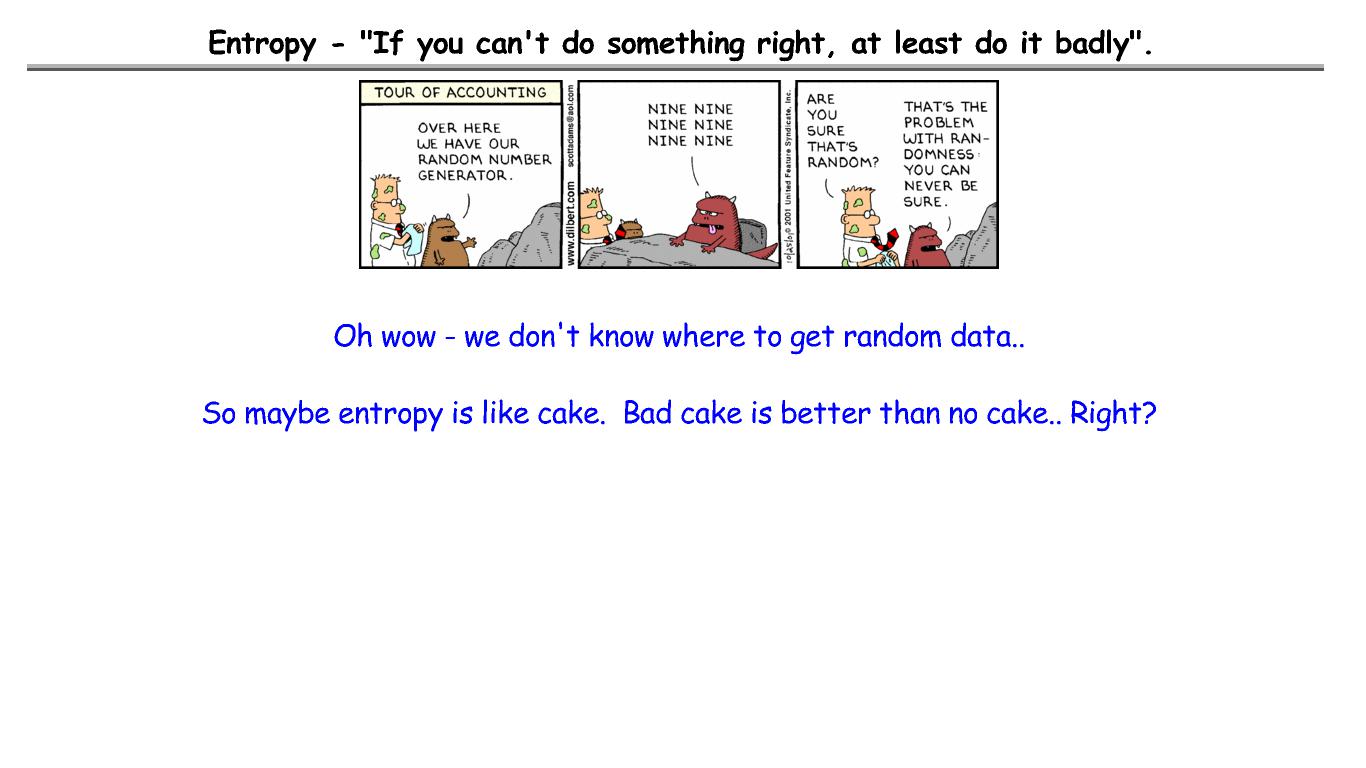 Entropy - "If you can't do something right, at least do it badly".
TOUR OF ACCOUNTING
OVER HERE
WE HAVE OUR
RANDOM NUMBER
GENERATOR.
www.dilbert.com scottadams@aol.com
NINE NINE
NINE NINE
NINE NINE
10/25/01 © 2001 United Feature Syndicate, Inc.
ARE
YOU
SURE
THAT'S
RANDOM?
THAT'S THE
PROBLEM
WITH RAN-
DOMNESS:
YOU CAN
NEVER BE
SURE.
Oh wow - we don't know where to get random data..
So maybe entropy is like cake.  Bad cake is better than no cake.. Right?